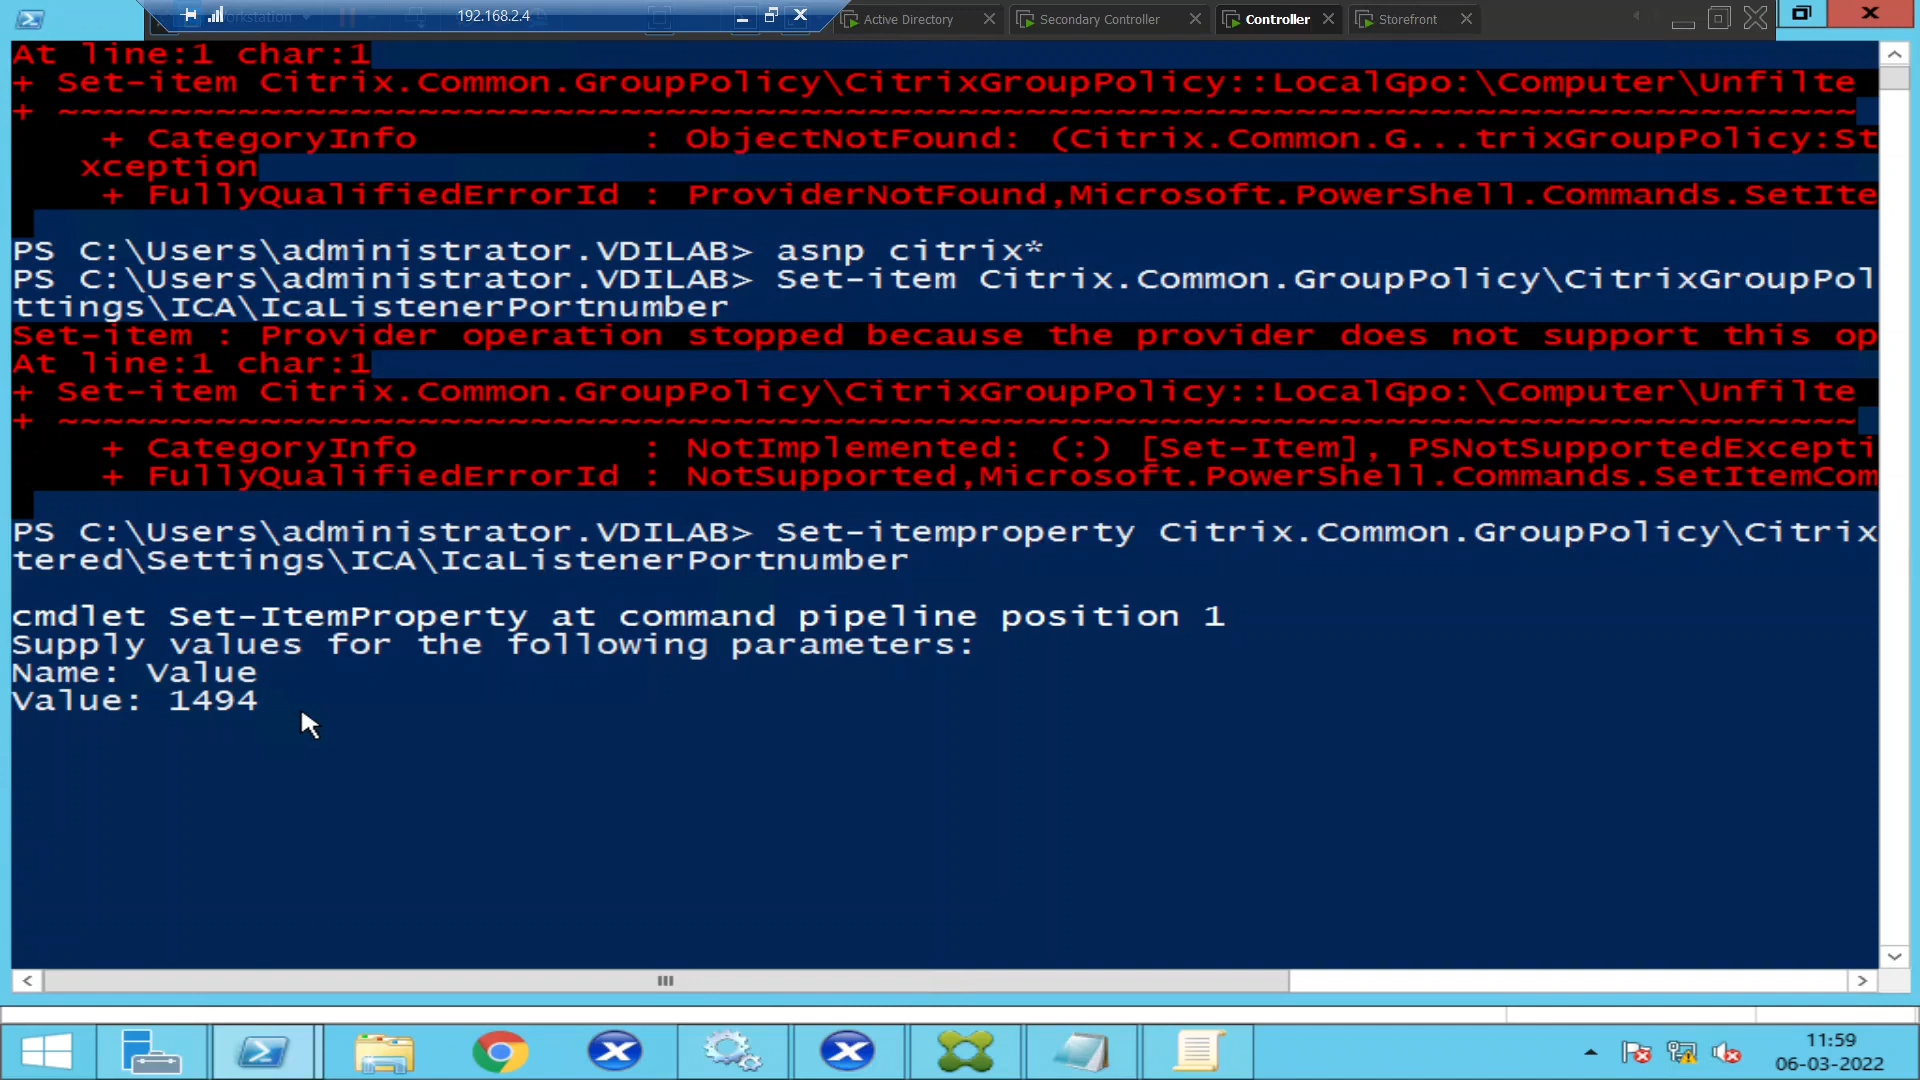 192.168.2.4
Active Directory
Secondary Controller
Controller
Storefront
At line:1 char:1
+ Set-item Citrix.Common.GroupPolicy\CitrixGroupPolicy::LocalGpo:\Computer\Unfilte
+ ~~~~~~~~~~~~~~~~~~~~~~~~~~~~~~~~~~~~~~~~~~~~~~~~~~~~~~~~~~~~~~~~~~~~~~~~~~~~~~~~
+ CategoryInfo : ObjectNotFound: (Citrix.Common.G...trixGroupPolicy:St
xception
+ FullyQualifiedErrorId : ProviderNotFound,Microsoft.PowerShell.Commands.SetIte
PS C:\Users\administrator.VDILAB> asnp citrix*
PS C:\Users\administrator.VDILAB> Set-item Citrix.Common.GroupPolicy\CitrixGroupPol
ttings\ICA\IcaListenerPortnumber
Set-item : Provider operation stopped because the provider does not support this op
At line:1 char:1
+ Set-item Citrix.Common.GroupPolicy\CitrixGroupPolicy::LocalGpo:\Computer\Unfilte
+ ~~~~~~~~~~~~~~~~~~~~~~~~~~~~~~~~~~~~~~~~~~~~~~~~~~~~~~~~~~~~~~~~~~~~~~~~~~~~~~~~
+ CategoryInfo : NotImplemented: (:) [Set-Item], PSNotSupportedExcepti
+ FullyQualifiedErrorId : NotSupported,Microsoft.PowerShell.Commands.SetItemCom
PS C:\Users\administrator.VDILAB> Set-itemproperty Citrix.Common.GroupPolicy\Citrix
tered\Settings\ICA\IcaListenerPortnumber
cmdlet Set-ItemProperty at command pipeline position 1
Supply values for the following parameters:
Name: Value
Value: 1494
11:59
06-03-2022